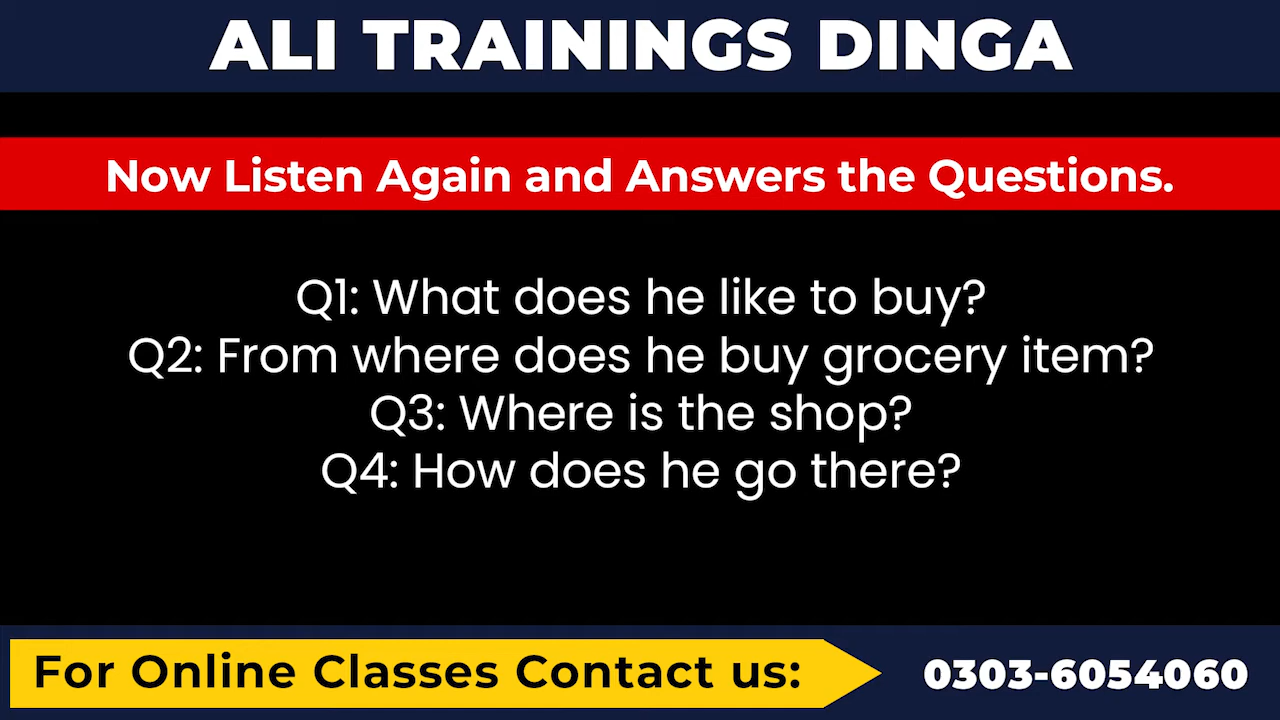 ALI TRAININGS DINGA
Now Listen Again and Answers the Questions.
Q1: What does he like to buy?
Q2: From where does he buy grocery item?
Q3: Where is the shop?
Q4: How does he go there?
For Online Classes Contact us:
0303-6054060